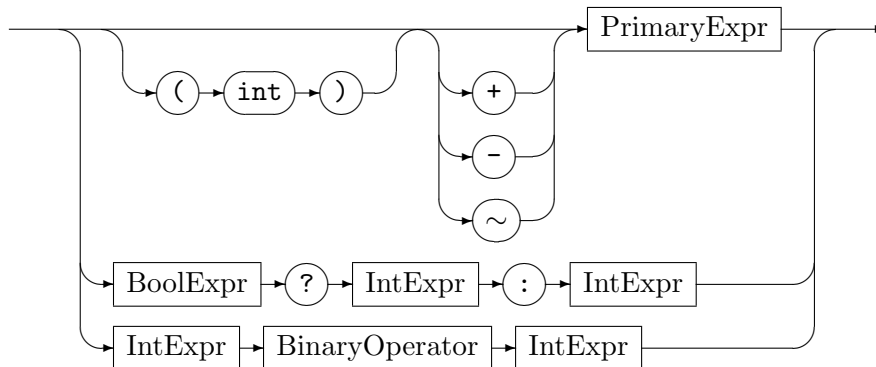 PrimaryExpr
( int ) +
-
~
BoolExpr ? IntExpr : IntExpr
IntExpr BinaryOperator IntExpr